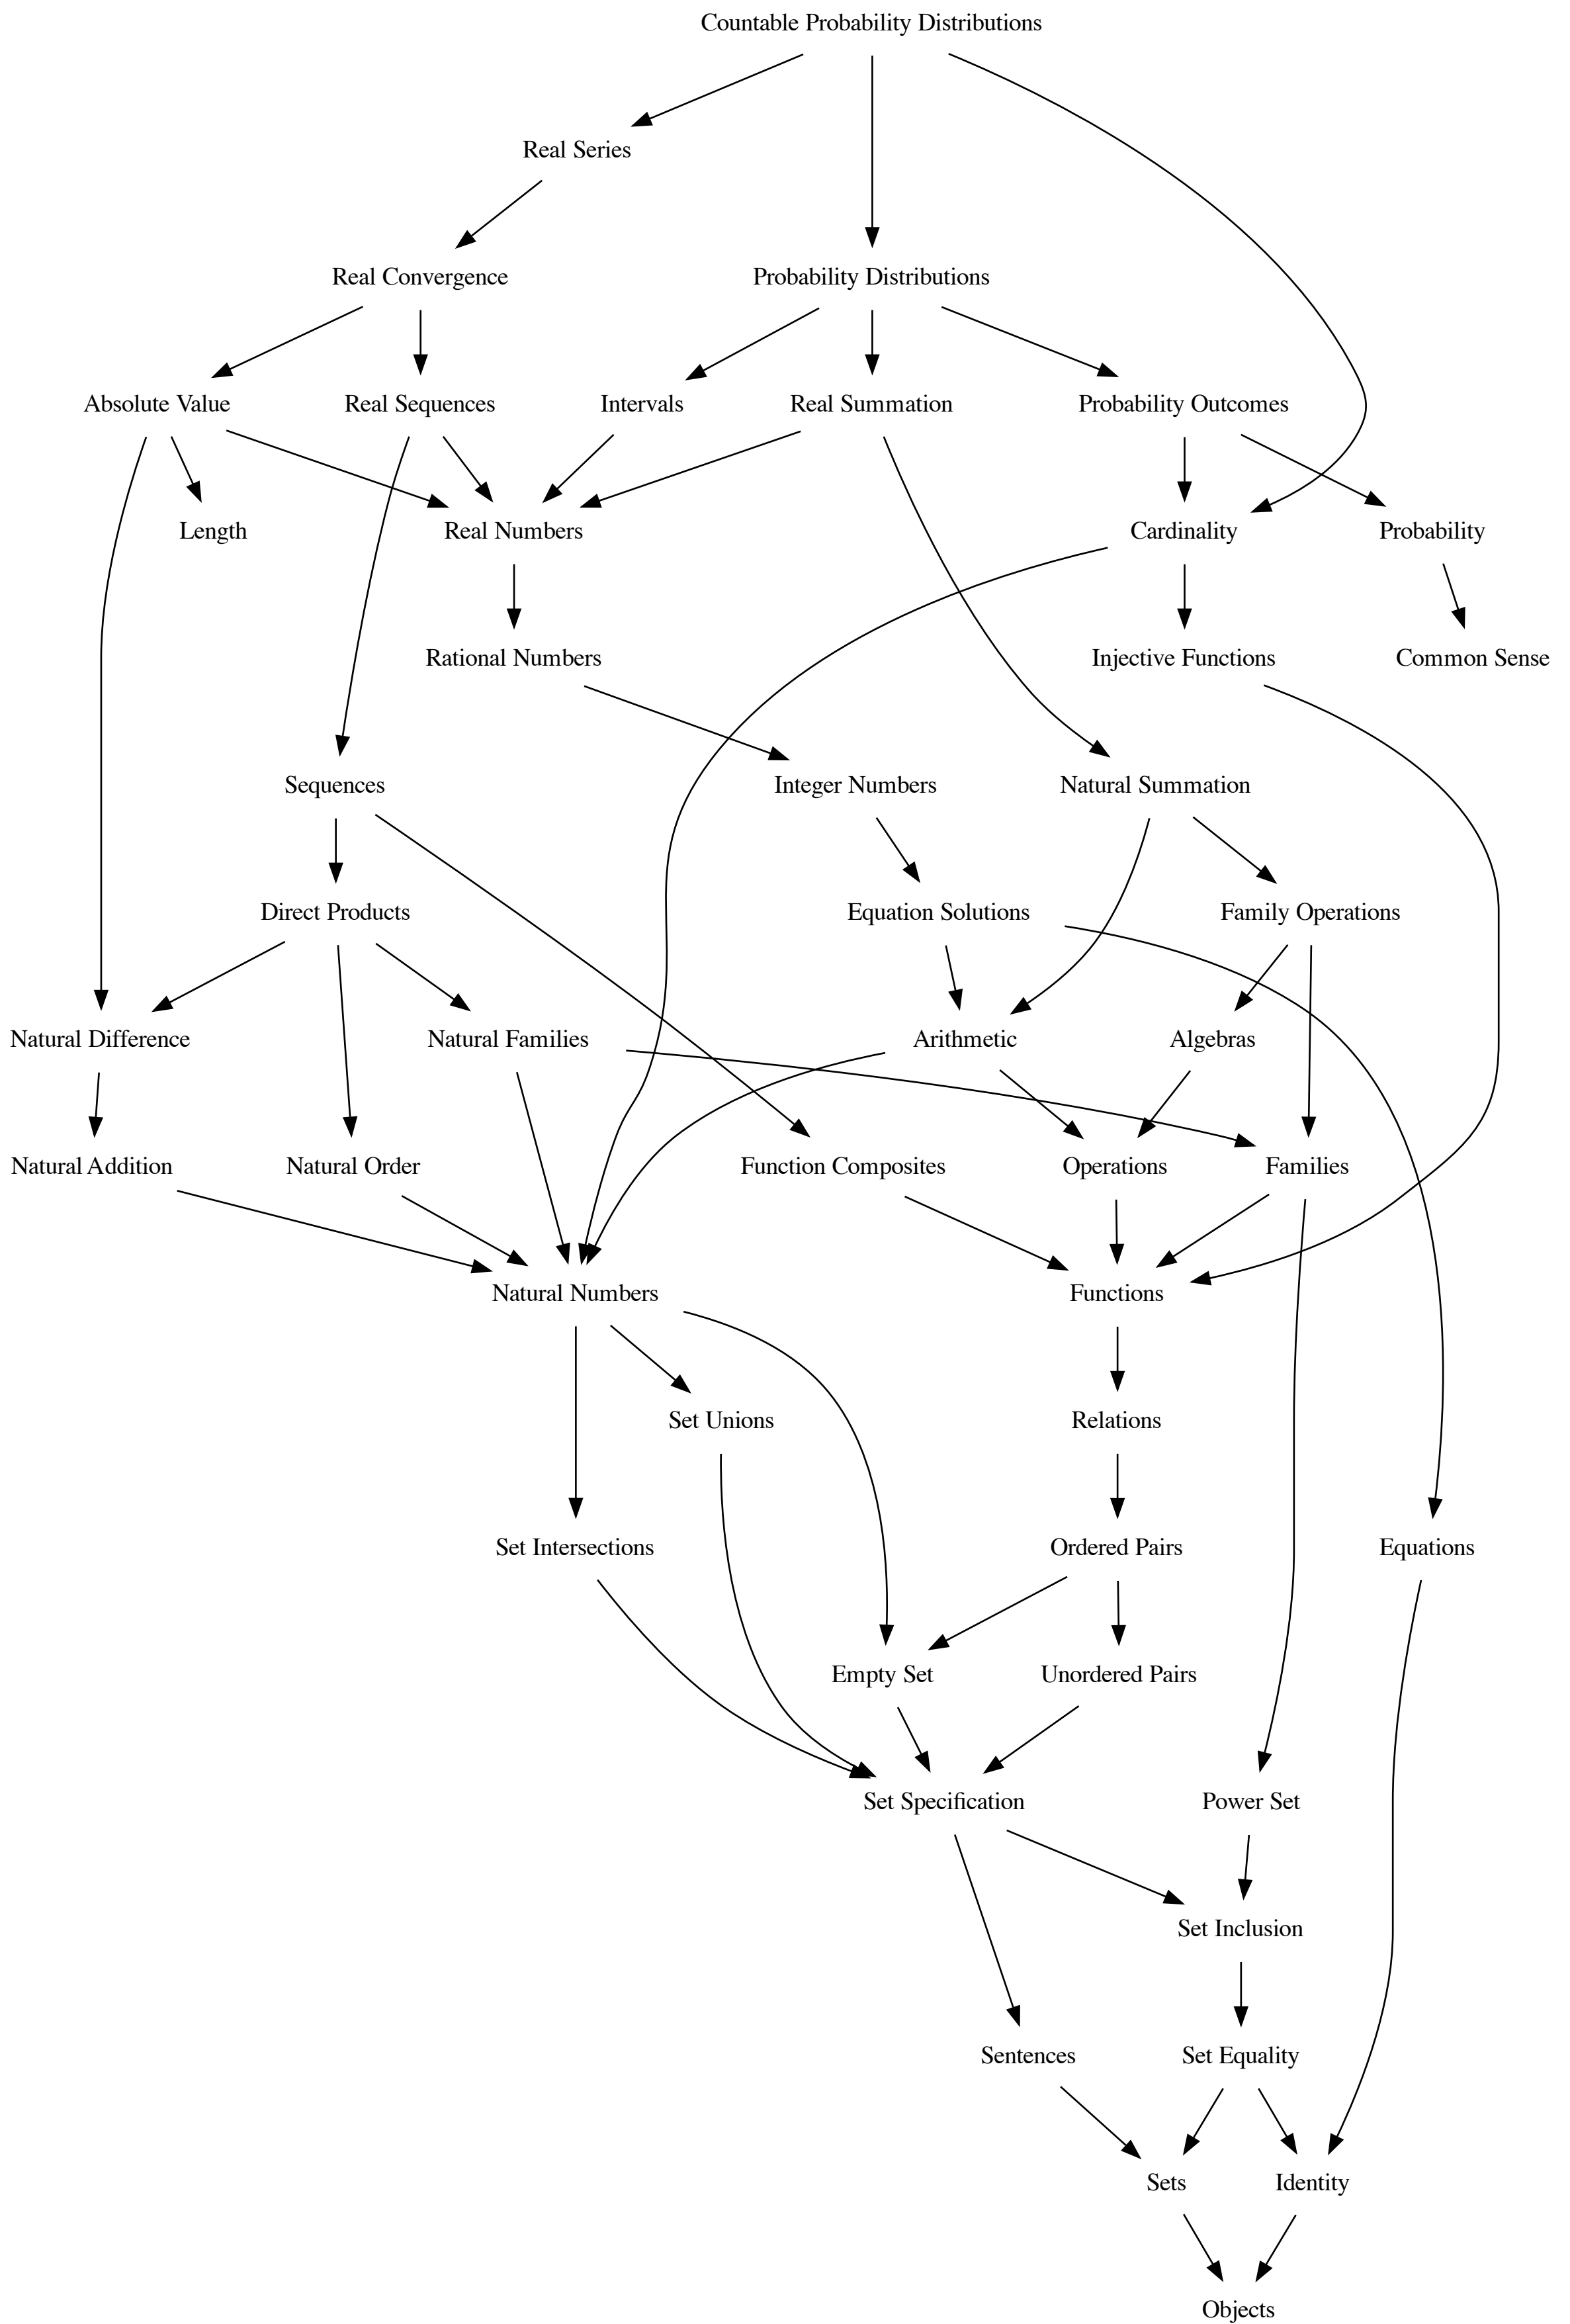 Countable Probability Distributions
Real Series
Real Convergence
Probability Distributions
Absolute Value
Real Sequences
Intervals
Real Summation
Probability Outcomes
Length
Real Numbers
Cardinality
Probability
Rational Numbers
Injective Functions
Common Sense
Sequences
Integer Numbers
Natural Summation
Direct Products
Equation Solutions
Family Operations
Natural Difference
Natural Families
Arithmetic
Algebras
Natural Addition
Natural Order
Function Composites
Operations
Families
Natural Numbers
Functions
Set Unions
Relations
Set Intersections
Ordered Pairs
Equations
Empty Set
Unordered Pairs
Set Specification
Power Set
Set Inclusion
Sentences
Set Equality
Sets
Identity
Objects